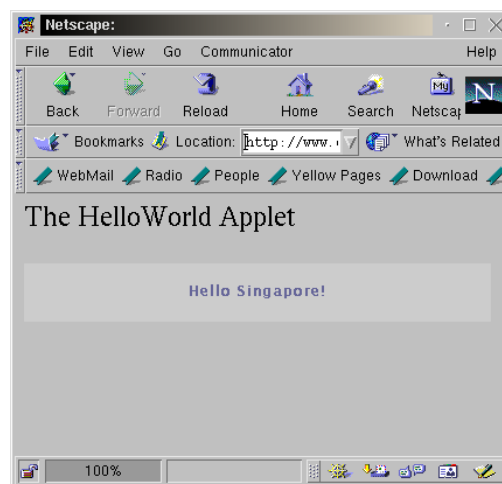 Netscape:
File Edit View Go Communicator Help
Back Forward Reload Home Search Netscap
My N
Bookmarks Location: http://www. What's Related
WebMail Radio People Yellow Pages Download
The HelloWorld Applet
Hello Singapore!
100%